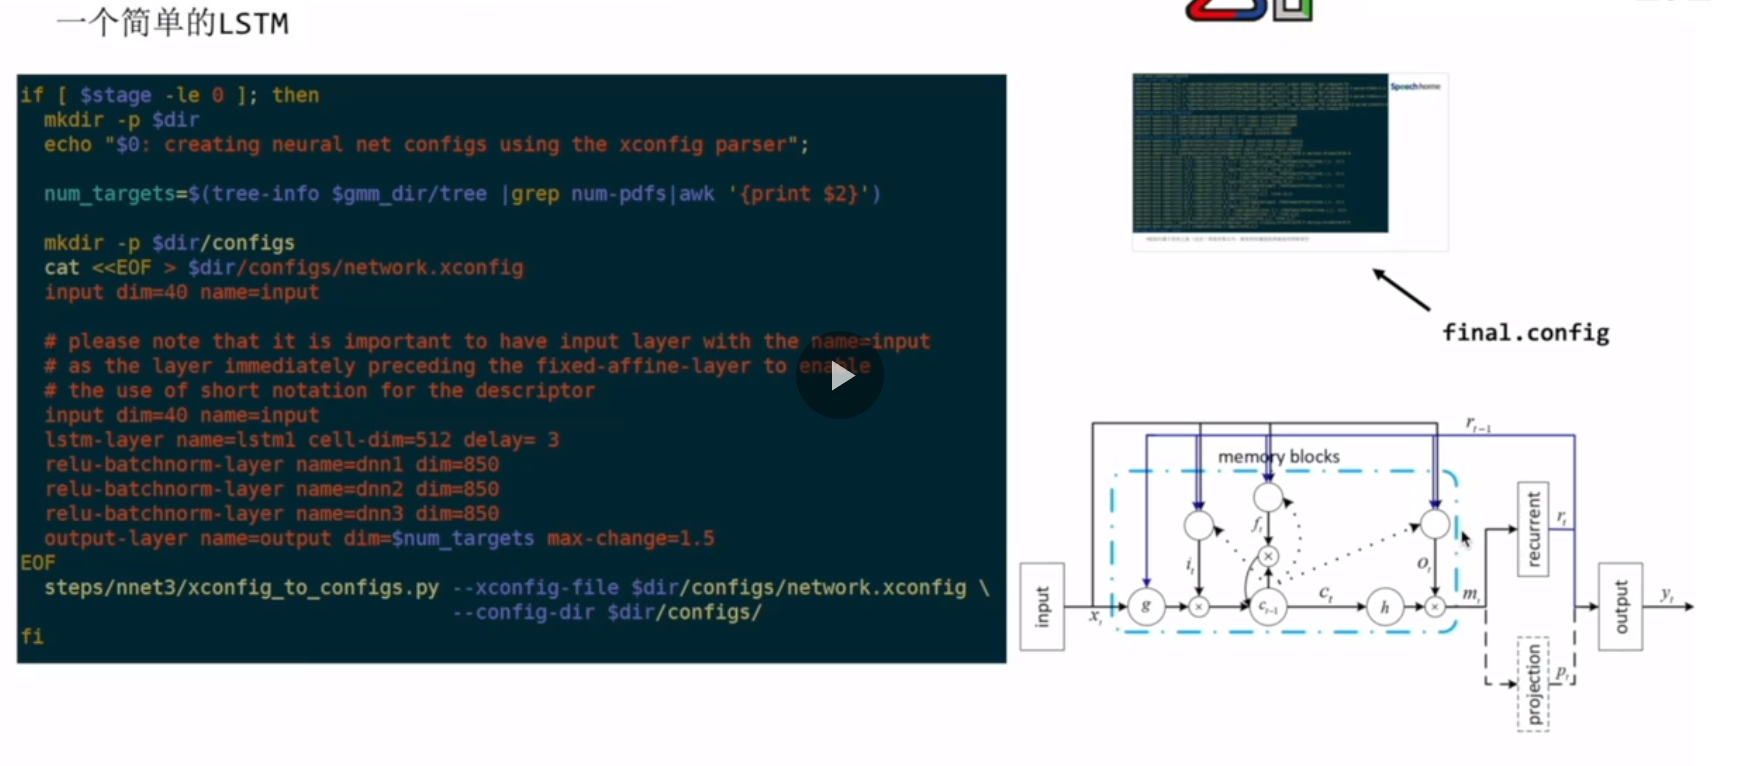 一个简单的LSTM
if [ $stage -le 0 ]; then
  mkdir -p $dir
  echo "$0: creating neural net configs using the xconfig parser";
  num_targets=$(tree-info $gmm_dir/tree |grep num-pdfs|awk '{print $2}')
  mkdir -p $dir/configs
  cat <<EOF > $dir/configs/network.xconfig
  input dim=40 name=input
  # please note that it is important to have input layer with the name=input
  # as the layer immediately preceding the fixed-affine-layer to enable
  # the use of short notation for the descriptor
  input dim=40 name=input
  lstm-layer name=lstm1 cell-dim=512 delay= 3
  relu-batchnorm-layer name=dnn1 dim=850
  relu-batchnorm-layer name=dnn2 dim=850
  relu-batchnorm-layer name=dnn3 dim=850
  output-layer name=output dim=$num_targets max-change=1.5
EOF
  steps/nnet3/xconfig_to_configs.py --xconfig-file $dir/configs/network.xconfig \
                                    --config-dir $dir/configs/
fi
Speechhome
final.config
r_{t-1}
memory blocks
f_t
recurrent
r_t
i_t
o_t
input
x_t
g
×
×
c_{t-1}
c_t
h
×
m_t
output
y_t
projection
p_t